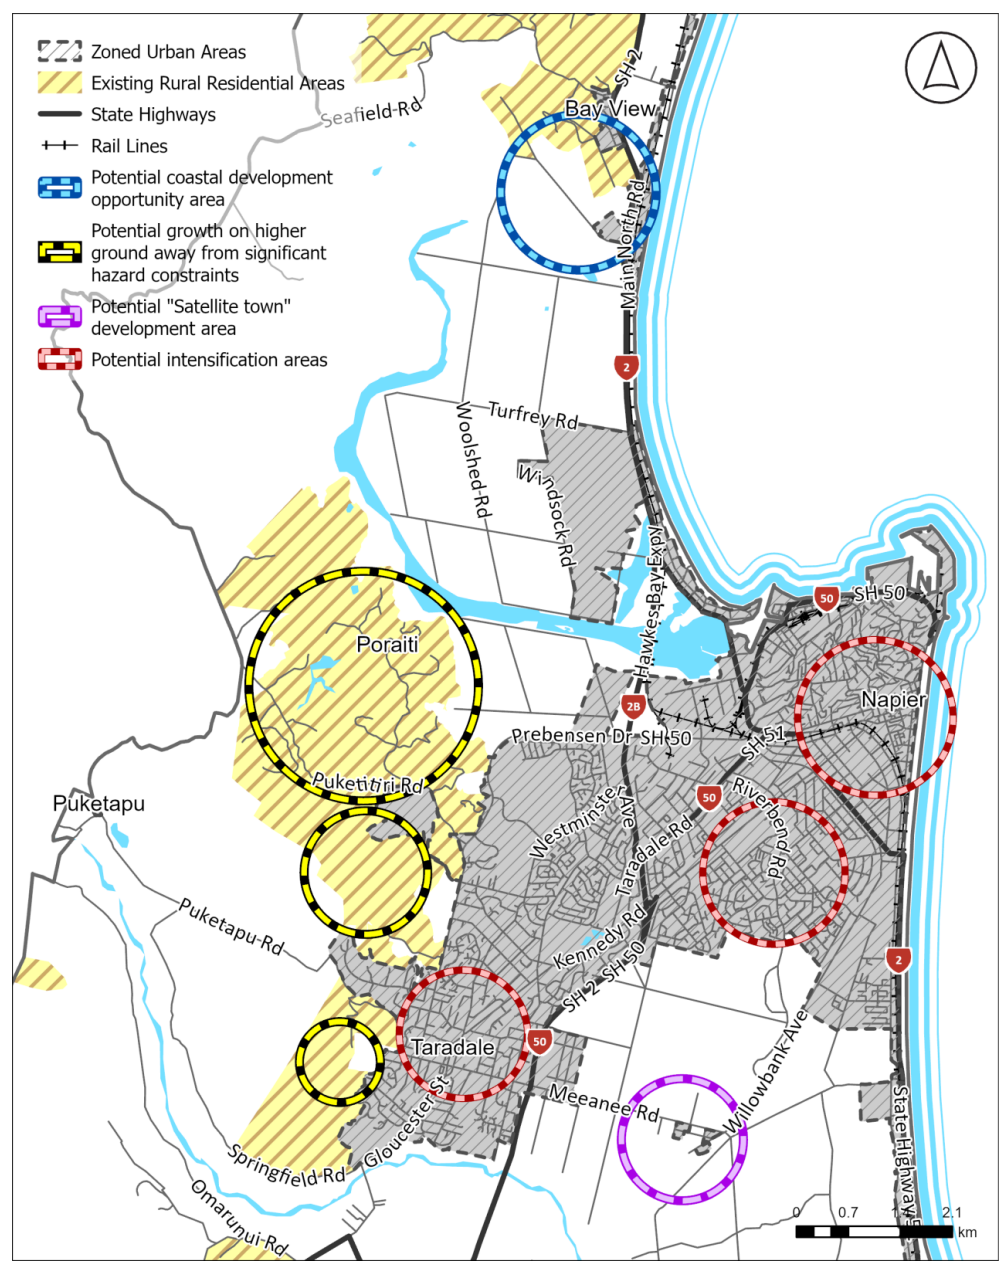 Zoned Urban Areas
Existing Rural Residential Areas
State Highways
Rail Lines
Potential coastal development
opportunity area
Potential growth on higher
ground away from significant
hazard constraints
Potential "Satellite town"
development area
Potential intensification areas
SH 2
Bay View
Seafield Rd
Main North Rd
2
Turfrey Rd
Woolshed Rd
Windsock Rd
Hawkes Bay Expy
50
SH 50
Poraiti
Napier
2B
Prebensen Dr
SH 50
SH 51
Puketitiri Rd
50
Riverbend Rd
Puketapu
Westminster
Ave
Taradale Rd
Puketapu Rd
Kennedy Rd
SH 2
SH 50
2
Taradale
50
Gloucester St
Meeanee Rd
Willowbank Ave
Springfield Rd
Omarunui Rd
State Highway
0
0.7
2.1
km